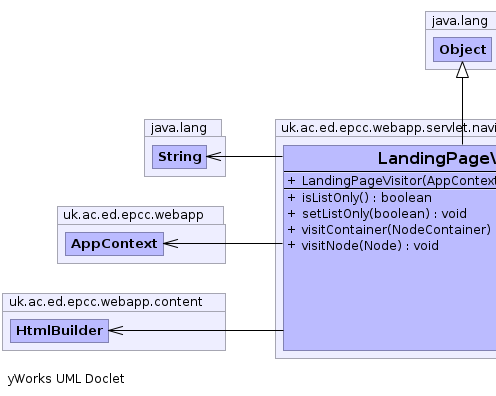 java.lang
Object
java.lang
String
uk.ac.ed.epcc.webapp.servlet.navi
LandingPageV
+ LandingPageVisitor(AppContext
+ isListOnly() : boolean
+ setListOnly(boolean) : void
+ visitContainer(NodeContainer)
+ visitNode(Node) : void
uk.ac.ed.epcc.webapp
AppContext
uk.ac.ed.epcc.webapp.content
HtmlBuilder
yWorks UML Doclet